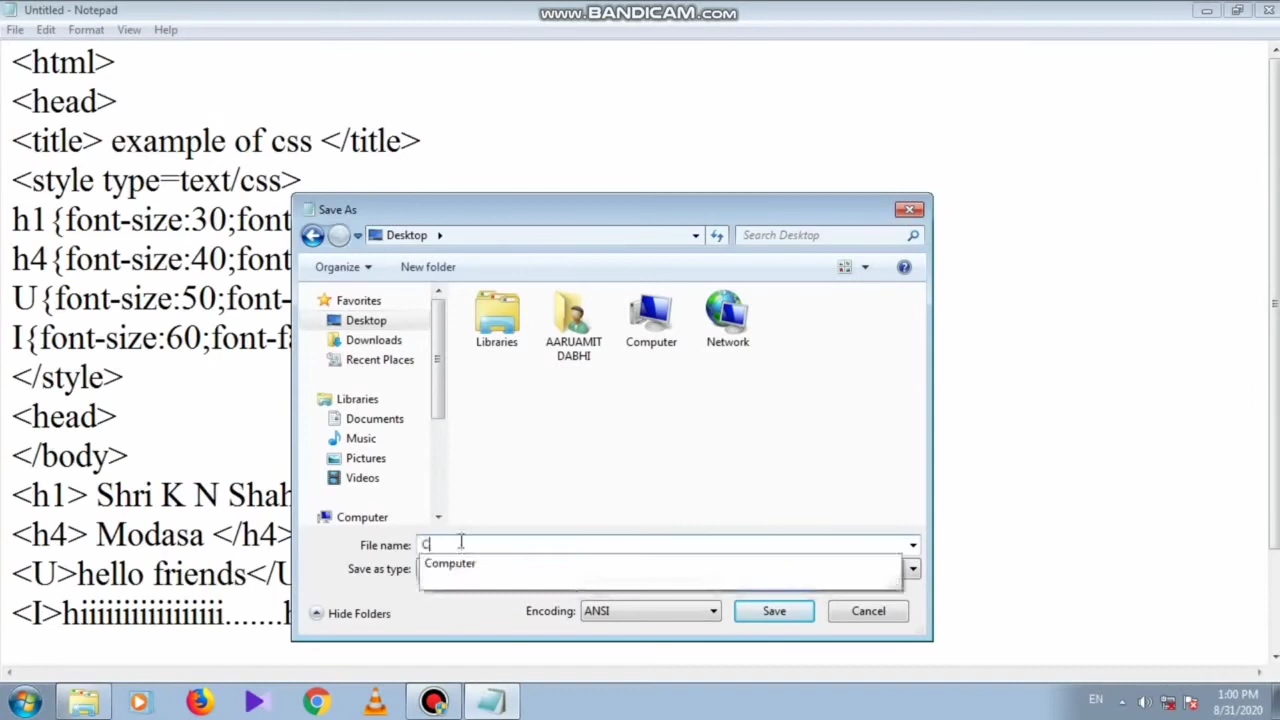 Untitled - Notepad
www.BANDICAM.com
File Edit Format View Help
<html>
<head>
<title> example of css </title>
<style type=text/css>
h1{font-size:30;font
h4{font-size:40;font
U{font-size:50;font-
I{font-size:60;font-f
</style>
<head>
</body>
<h1> Shri K N Shah
<h4> Modasa </h4>
<U>hello friends</U
<I>hiiiiiiiiiiiiiiiii.......h
Save As
Desktop
Search Desktop
Organize
New folder
Favorites
Desktop
Downloads
Recent Places
Libraries
Documents
Music
Pictures
Videos
Computer
Libraries
AARUAMIT DABHI
Computer
Network
File name: C
Computer
Save as type:
Hide Folders
Encoding: ANSI
Save
Cancel
EN
1:00 PM
8/31/2020